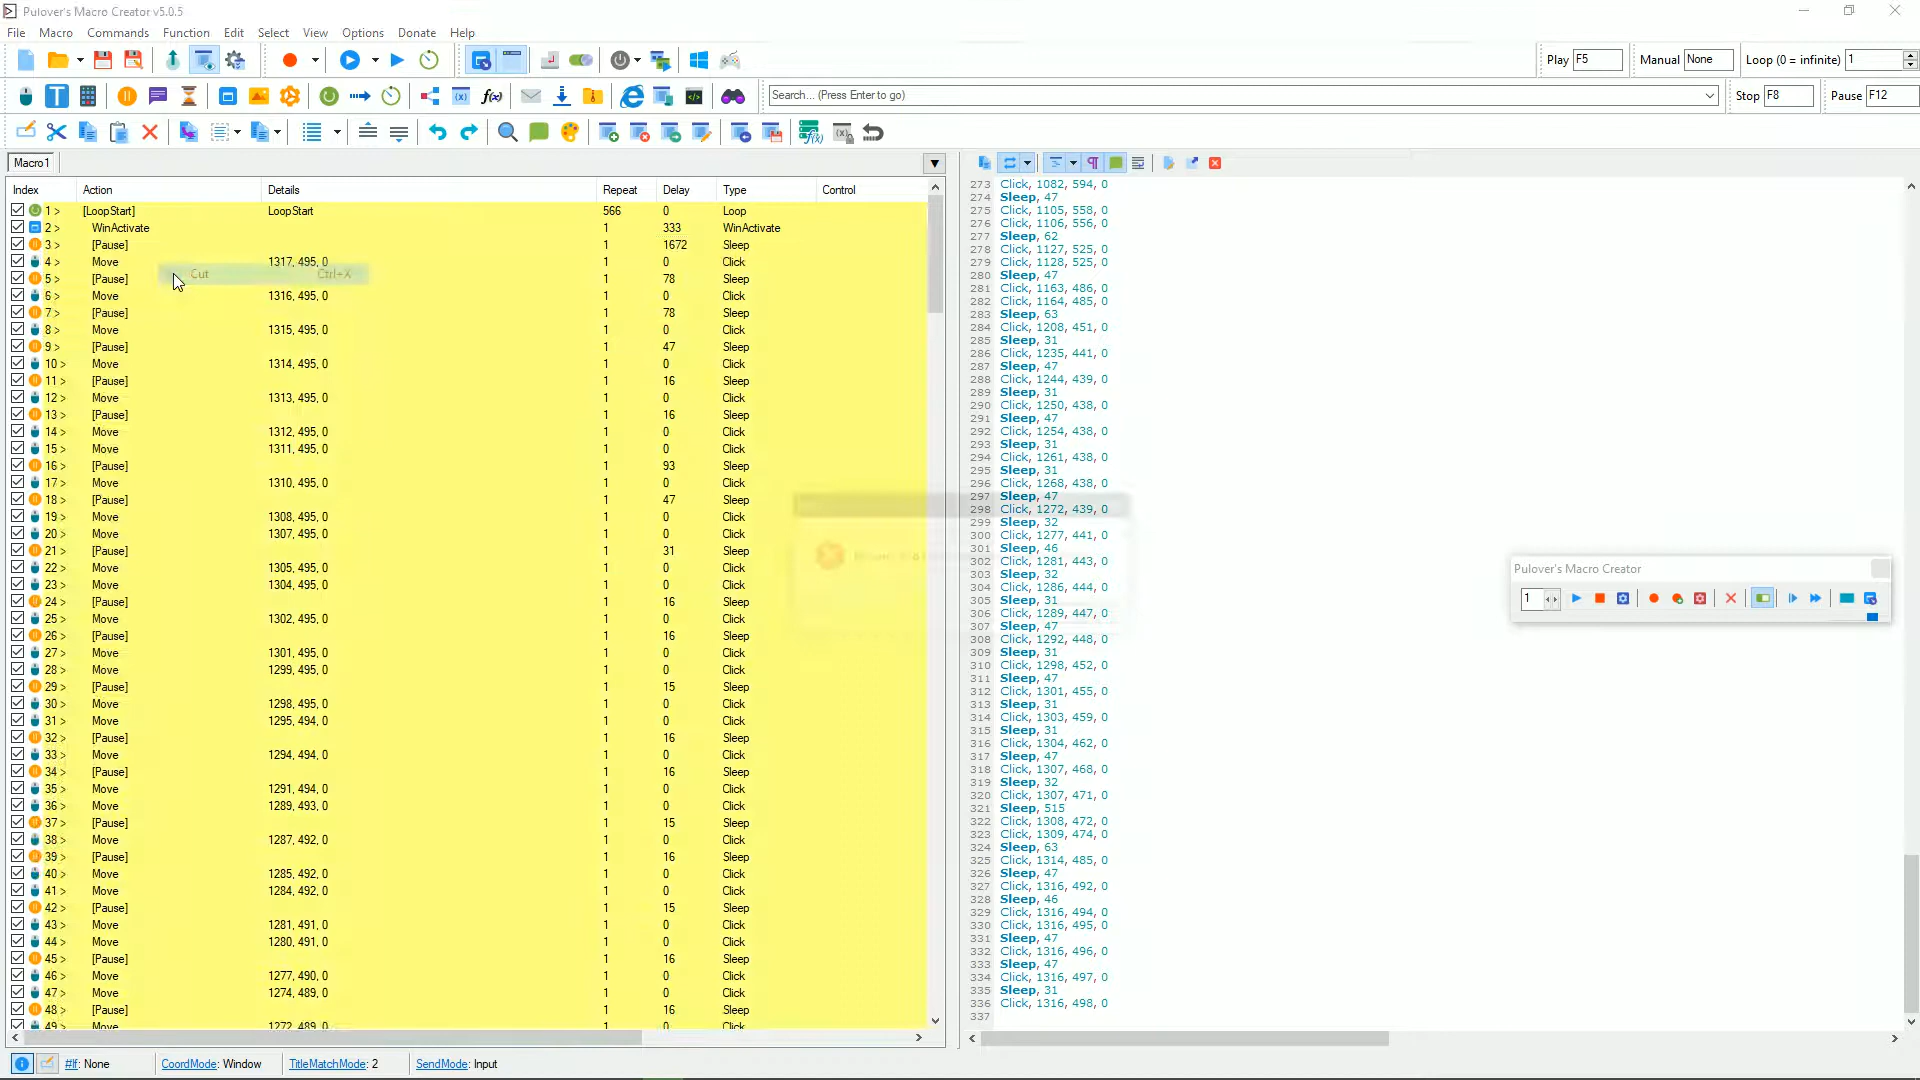 Pulover's Macro Creator v5.0.5
File Macro Commands Function Edit Select View Options Donate Help
Play F5 Manual None Loop (0 = infinite) 1
Search... (Press Enter to go) Stop F8 Pause F12
Macro1
Index Action Details Repeat Delay Type Control
1 > [LoopStart] LoopStart 566 0 Loop
2 > WinActivate 1 333 WinActivate
3 > [Pause] 1 1672 Sleep
4 > Move 1317, 495, 0 1 0 Click
Cut Ctrl+X
5 > [Pause] 1 78 Sleep
6 > Move 1316, 495, 0 1 0 Click
7 > [Pause] 1 78 Sleep
8 > Move 1315, 495, 0 1 0 Click
9 > [Pause] 1 47 Sleep
10 > Move 1314, 495, 0 1 0 Click
11 > [Pause] 1 16 Sleep
12 > Move 1313, 495, 0 1 0 Click
13 > [Pause] 1 16 Sleep
14 > Move 1312, 495, 0 1 0 Click
15 > Move 1311, 495, 0 1 0 Click
16 > [Pause] 1 93 Sleep
17 > Move 1310, 495, 0 1 0 Click
18 > [Pause] 1 47 Sleep
19 > Move 1308, 495, 0 1 0 Click
20 > Move 1307, 495, 0 1 0 Click
21 > [Pause] 1 31 Sleep
22 > Move 1305, 495, 0 1 0 Click
23 > Move 1304, 495, 0 1 0 Click
24 > [Pause] 1 16 Sleep
25 > Move 1302, 495, 0 1 0 Click
26 > [Pause] 1 16 Sleep
27 > Move 1301, 495, 0 1 0 Click
28 > Move 1299, 495, 0 1 0 Click
29 > [Pause] 1 15 Sleep
30 > Move 1298, 495, 0 1 0 Click
31 > Move 1295, 494, 0 1 0 Click
32 > [Pause] 1 16 Sleep
33 > Move 1294, 494, 0 1 0 Click
34 > [Pause] 1 16 Sleep
35 > Move 1291, 494, 0 1 0 Click
36 > Move 1289, 493, 0 1 0 Click
37 > [Pause] 1 15 Sleep
38 > Move 1287, 492, 0 1 0 Click
39 > [Pause] 1 16 Sleep
40 > Move 1285, 492, 0 1 0 Click
41 > Move 1284, 492, 0 1 0 Click
42 > [Pause] 1 15 Sleep
43 > Move 1281, 491, 0 1 0 Click
44 > Move 1280, 491, 0 1 0 Click
45 > [Pause] 1 16 Sleep
46 > Move 1277, 490, 0 1 0 Click
47 > Move 1274, 489, 0 1 0 Click
48 > [Pause] 1 16 Sleep
49 > Move 1272, 489, 0 1 0 Click
273 Click, 1082, 594, 0
274 Sleep, 47
275 Click, 1105, 558, 0
276 Click, 1106, 556, 0
277 Sleep, 62
278 Click, 1127, 525, 0
279 Click, 1128, 525, 0
280 Sleep, 47
281 Click, 1163, 486, 0
282 Click, 1164, 485, 0
283 Sleep, 63
284 Click, 1208, 451, 0
285 Sleep, 31
286 Click, 1235, 441, 0
287 Sleep, 47
288 Click, 1244, 439, 0
289 Sleep, 31
290 Click, 1250, 438, 0
291 Sleep, 47
292 Click, 1254, 438, 0
293 Sleep, 31
294 Click, 1261, 438, 0
295 Sleep, 31
296 Click, 1268, 438, 0
297 Sleep, 47
298 Click, 1272, 439, 0
299 Sleep, 32
300 Click, 1277, 441, 0
301 Sleep, 46
302 Click, 1281, 443, 0
303 Sleep, 32
304 Click, 1286, 444, 0
305 Sleep, 31
306 Click, 1289, 447, 0
307 Sleep, 47
308 Click, 1292, 448, 0
309 Sleep, 31
310 Click, 1298, 452, 0
311 Sleep, 47
312 Click, 1301, 455, 0
313 Sleep, 31
314 Click, 1303, 459, 0
315 Sleep, 31
316 Click, 1304, 462, 0
317 Sleep, 47
318 Click, 1307, 468, 0
319 Sleep, 32
320 Click, 1307, 471, 0
321 Sleep, 515
322 Click, 1308, 472, 0
323 Click, 1309, 474, 0
324 Sleep, 63
325 Click, 1314, 485, 0
326 Sleep, 47
327 Click, 1316, 492, 0
328 Sleep, 46
329 Click, 1316, 494, 0
330 Click, 1316, 495, 0
331 Sleep, 47
332 Click, 1316, 496, 0
333 Sleep, 47
334 Click, 1316, 497, 0
335 Sleep, 31
336 Click, 1316, 498, 0
337
Pulover's Macro Creator
1
#If: None CoordMode: Window TitleMatchMode: 2 SendMode: Input